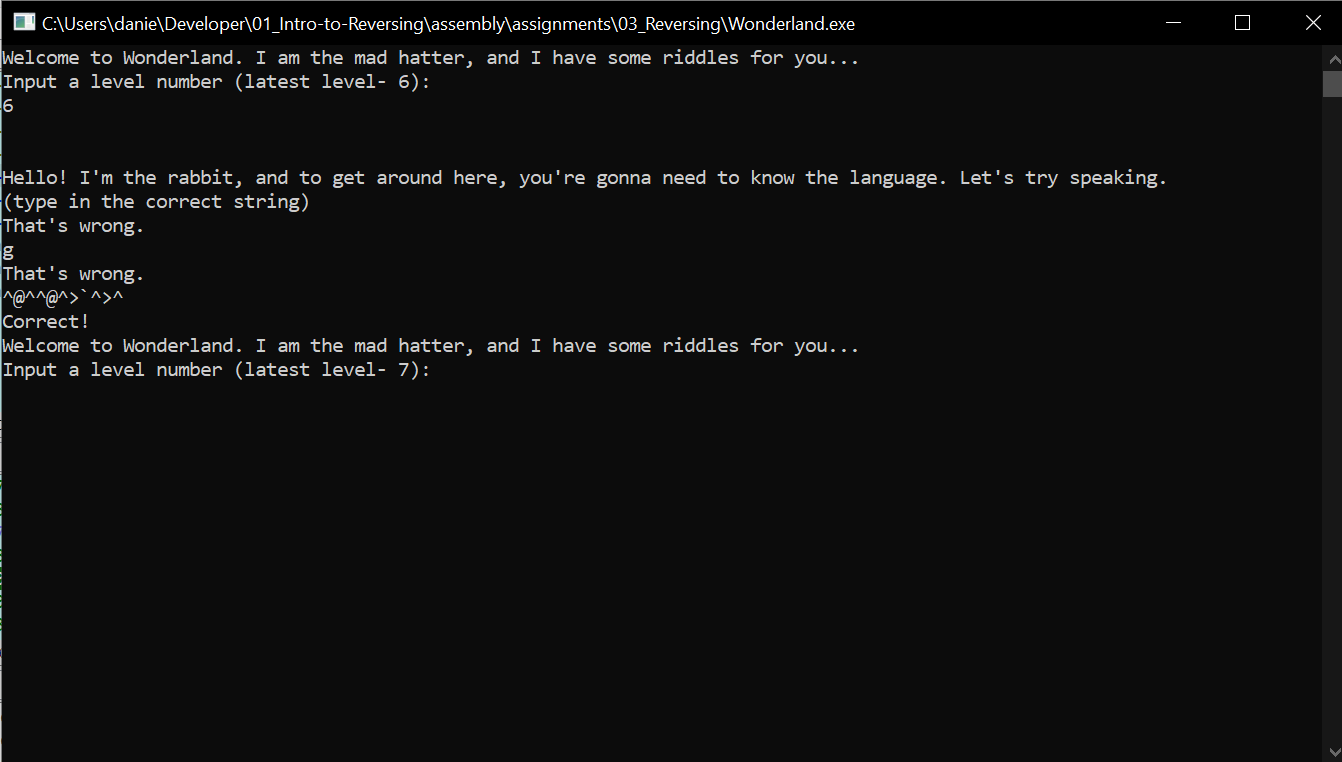 C:\Users\danie\Developer\01_Intro-to-Reversing\assembly\assignments\03_Reversing\Wonderland.exe
Welcome to Wonderland. I am the mad hatter, and I have some riddles for you...
Input a level number (latest level- 6):
6
Hello! I'm the rabbit, and to get around here, you're gonna need to know the language. Let's try speaking.
(type in the correct string)
That's wrong.
g
That's wrong.
^@^^@^>`^>^
Correct!
Welcome to Wonderland. I am the mad hatter, and I have some riddles for you...
Input a level number (latest level- 7):